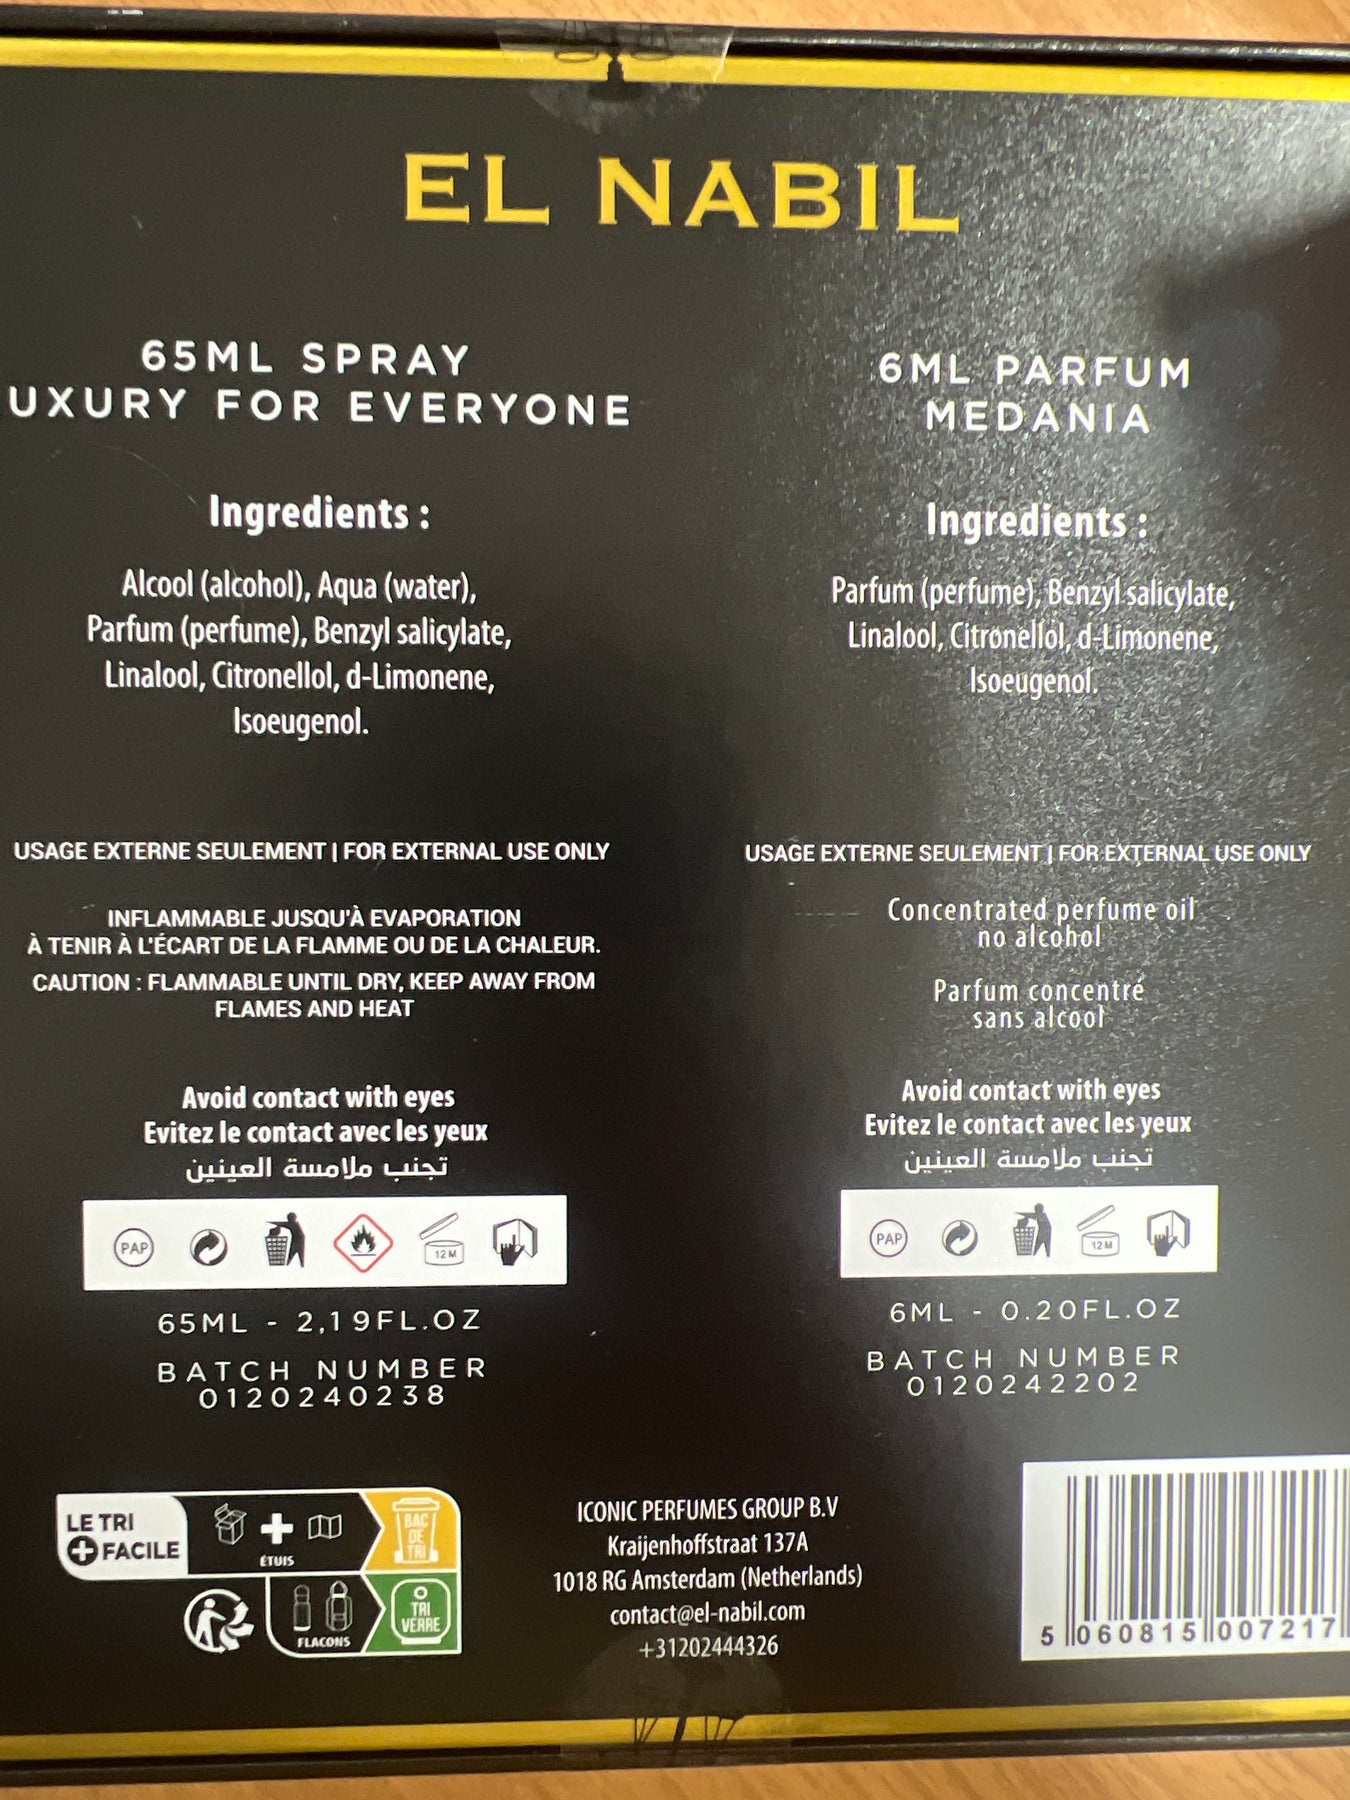 EL NABIL
65ML SPRAY
UXURY FOR EVERYONE
Ingredients :
Alcool (alcohol), Aqua (water),
Parfum (perfume), Benzyl salicylate,
Linalool, Citronellol, d-Limonene,
Isoeugenol.
USAGE EXTERNE SEULEMENT | FOR EXTERNAL USE ONLY
INFLAMMABLE JUSQU'À EVAPORATION
À TENIR À L'ÉCART DE LA FLAMME OU DE LA CHALEUR.
CAUTION : FLAMMABLE UNTIL DRY, KEEP AWAY FROM
FLAMES AND HEAT
Avoid contact with eyes
Evitez le contact avec les yeux
تجنب ملامسة العينين
PAP
12 M
65ML - 2,19FL.OZ
BATCH NUMBER
0120240238
6ML PARFUM
MEDANIA
Ingredients :
Parfum (perfume), Benzyl salicylate,
Linalool, Citronellol, d-Limonene,
Isoeugenol.
USAGE EXTERNE SEULEMENT | FOR EXTERNAL USE ONLY
Concentrated perfume oil
no alcohol
Parfum concentré
sans alcool
Avoid contact with eyes
Evitez le contact avec les yeux
تجنب ملامسة العينين
PAP
12 M
6ML - 0.20FL.OZ
BATCH NUMBER
0120242202
LE TRI
+ FACILE
ÉTUIS
BAC
DE
TRI
FLACONS
TRI
VERRE
ICONIC PERFUMES GROUP B.V
Kraijenhoffstraat 137A
1018 RG Amsterdam (Netherlands)
contact@el-nabil.com
+31202444326
5 060815 007217